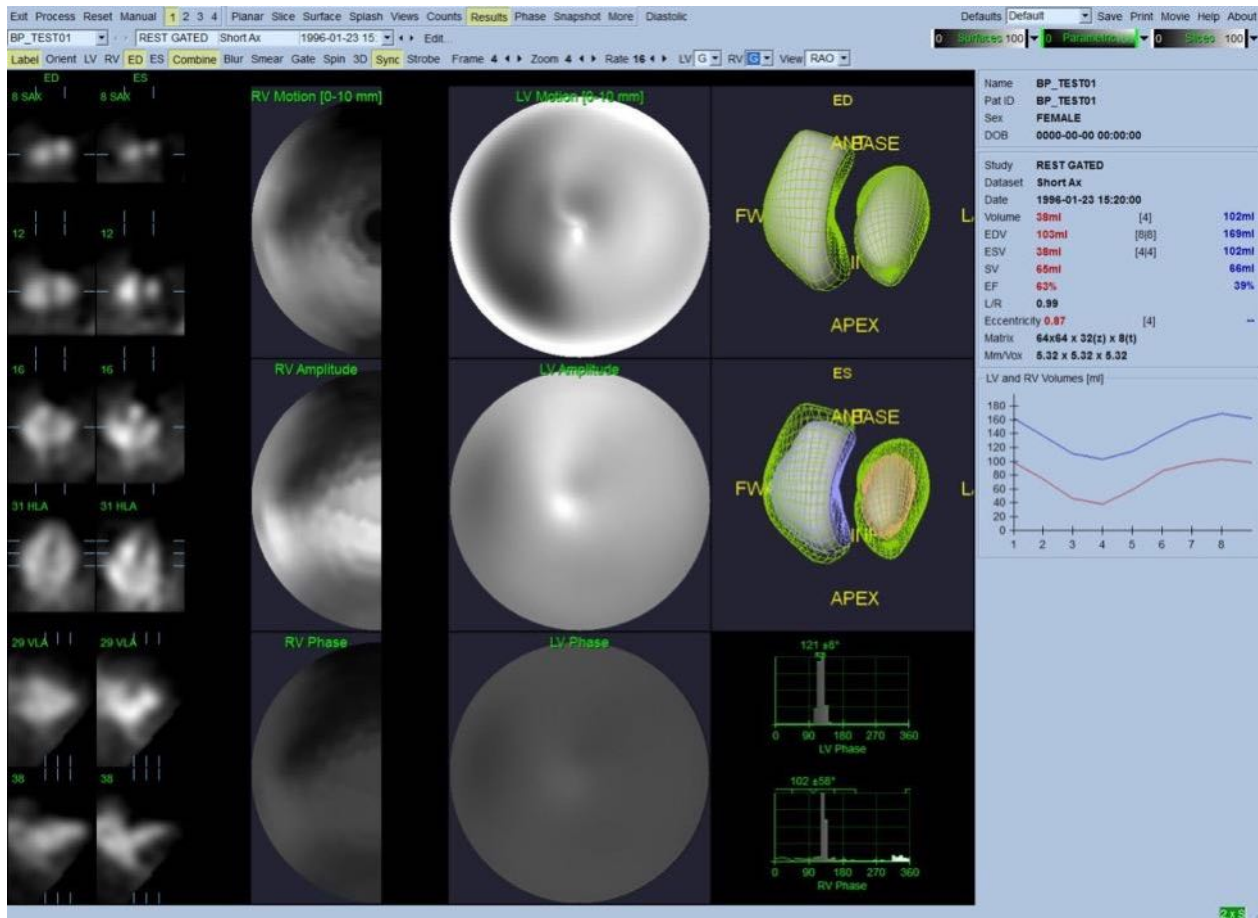 Exit Process Reset Manual 1 2 3 4 Planar Slice Surface Splash Views Counts Results Phase Snapshot More Diastolic Defaults Default Save Print Movie Help About
BP_TEST01 REST GATED Short Ax 1996-01-23 15: Edit... 0 Surfaces 100 0 Parametric 0 Slices 100
Label Orient LV RV ED ES Combine Blur Smear Gate Spin 3D Sync Strobe Frame 4 Zoom 4 Rate 16 LV G RV G View RAO
ED ES
8 SAX 8 SAX
12
16 16
31 HLA 31 HLA
29 VLA 29 VLA
38 38
RV Motion [0-10 mm] LV Motion [0-10 mm]
RV Amplitude LV Amplitude
RV Phase LV Phase
ED
BASE
FW
APEX
ES
BASE
FW
APEX
121 ±6°
0 90 180 270 360
LV Phase
102 ±58°
0 90 180 270 360
RV Phase
Name BP_TEST01
Pat ID BP_TEST01
Sex FEMALE
DOB 0000-00-00 00:00:00
Study REST GATED
Dataset Short Ax
Date 1996-01-23 15:20:00
Volume 38ml [4] 102ml
EDV 103ml [8|8] 169ml
ESV 38ml [4|4] 102ml
SV 65ml 66ml
EF 63% 39%
L/R 0.99
Eccentricity 0.87 [4] --
Matrix 64x64 x 32(z) x 8(t)
Mm/Vox 5.32 x 5.32 x 5.32
LV and RV Volumes [ml]
180
160
140
120
100
80
60
40
20
0
1 2 3 4 5 6 7 8